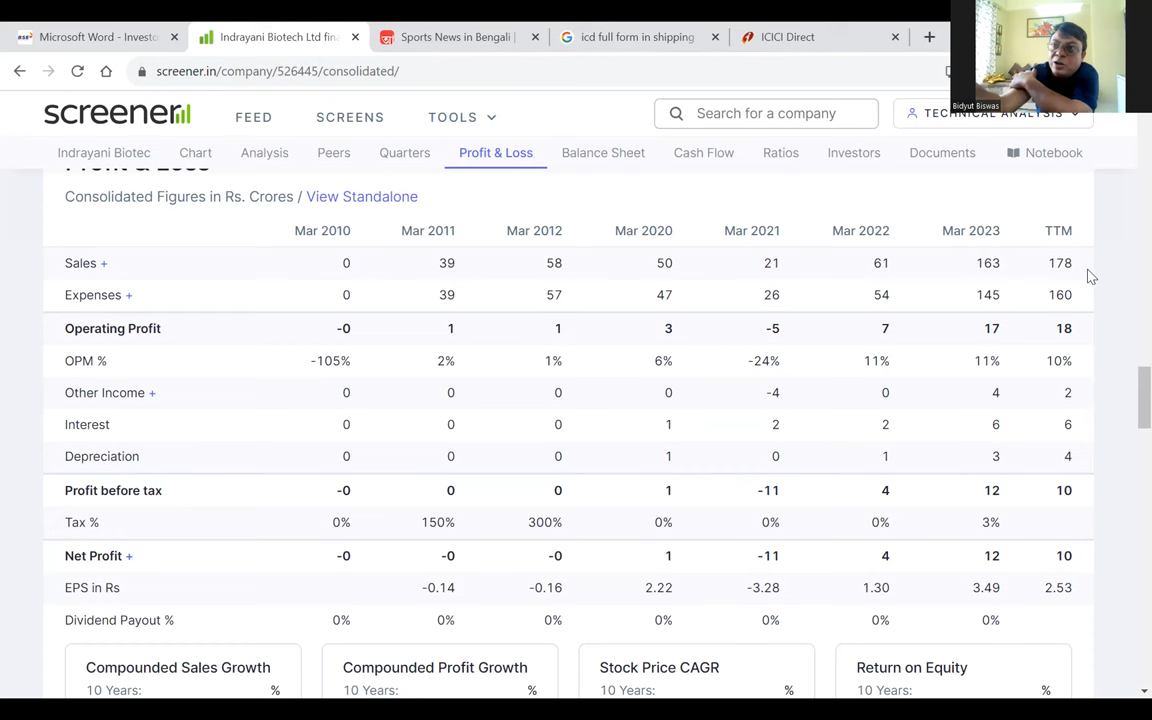 Microsoft Word - Investo
Indrayani Biotech Ltd fina
Sports News in Bengali |
icd full form in shipping
ICICI Direct
screener.in/company/526445/consolidated/
Bidyut Biswas
screener
FEED
SCREENS
TOOLS
Search for a company
TECHNICAL ANALYSIS
Indrayani Biotec Chart Analysis Peers Quarters Profit & Loss Balance Sheet Cash Flow Ratios Investors Documents Notebook
Profit & Loss
Consolidated Figures in Rs. Crores / View Standalone
Mar 2010 Mar 2011 Mar 2012 Mar 2020 Mar 2021 Mar 2022 Mar 2023 TTM
Sales + 0 39 58 50 21 61 163 178
Expenses + 0 39 57 47 26 54 145 160
Operating Profit -0 1 1 3 -5 7 17 18
OPM % -105% 2% 1% 6% -24% 11% 11% 10%
Other Income + 0 0 0 0 -4 0 4 2
Interest 0 0 0 1 2 2 6 6
Depreciation 0 0 0 1 0 1 3 4
Profit before tax -0 0 0 1 -11 4 12 10
Tax % 0% 150% 300% 0% 0% 0% 3%
Net Profit + -0 -0 -0 1 -11 4 12 10
EPS in Rs -0.14 -0.16 2.22 -3.28 1.30 3.49 2.53
Dividend Payout % 0% 0% 0% 0% 0% 0% 0%
Compounded Sales Growth
10 Years: %
Compounded Profit Growth
10 Years: %
Stock Price CAGR
10 Years: %
Return on Equity
10 Years: %